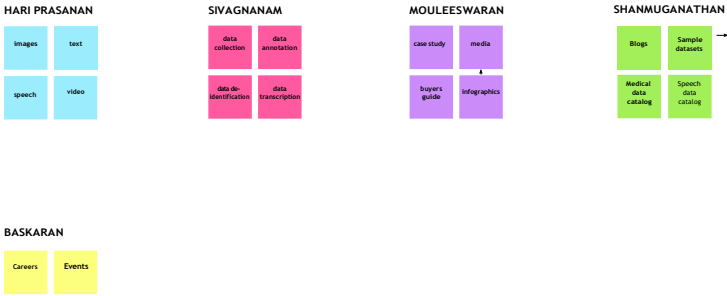 HARI PRASANAN
images
text
speech
video
SIVAGNANAM
data
collection
data
annotation
data de-
identification
data
transcription
MOULEESWARAN
case study
media
buyers
guide
infographics
SHANMUGANATHAN
Blogs
Sample
datasets
Medical
data
catalog
Speech
data
catalog
BASKARAN
Careers
Events